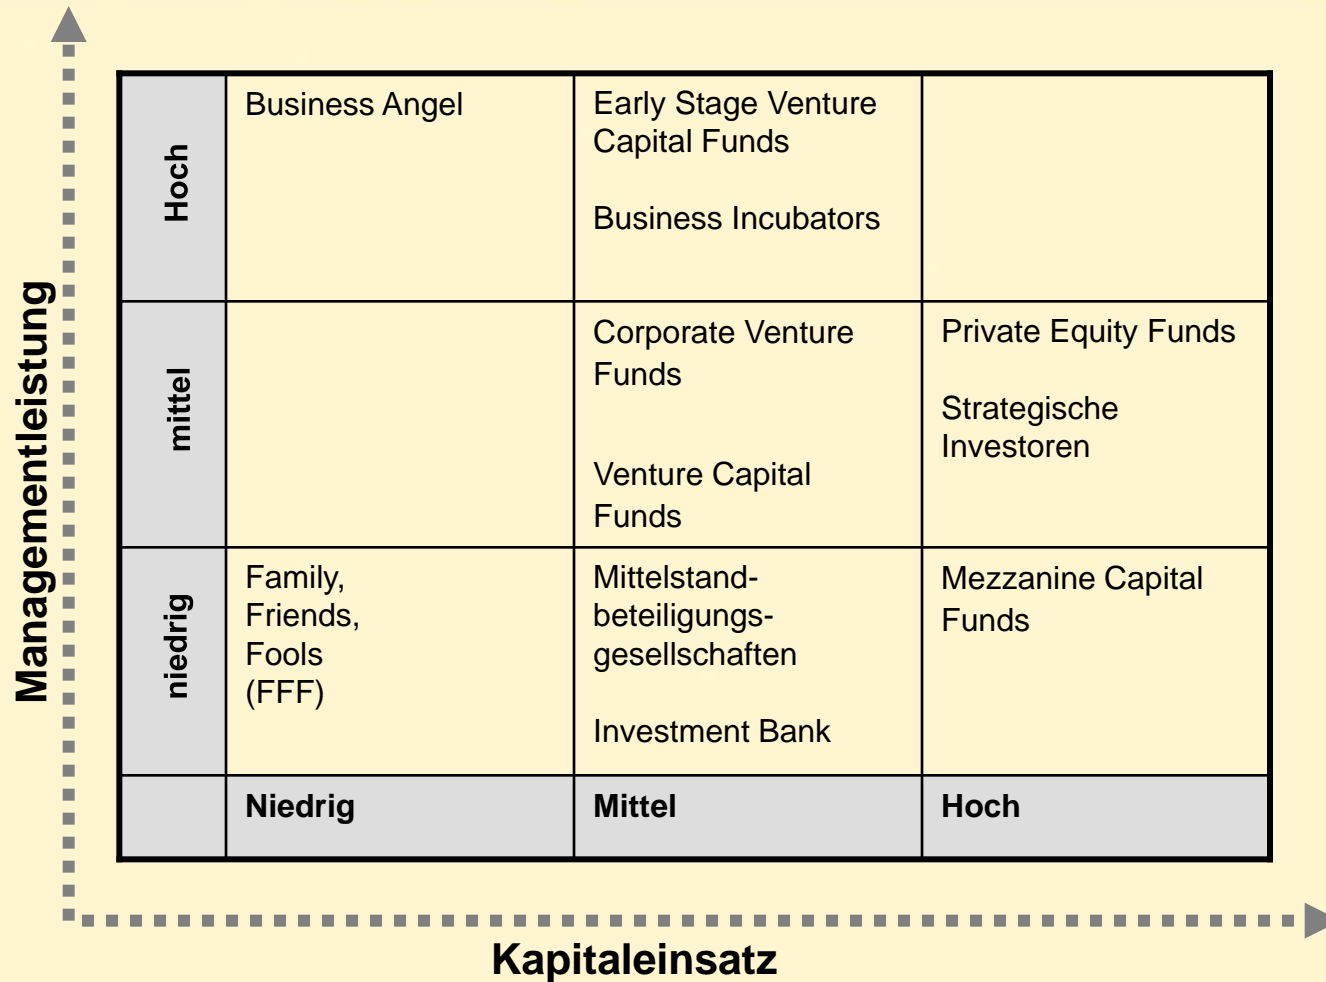 Managementleistung
Hoch
Business Angel
Early Stage Venture
Capital Funds
Business Incubators
mittel
Corporate Venture
Funds
Venture Capital
Funds
Private Equity Funds
Strategische
Investoren
niedrig
Family,
Friends,
Fools
(FFF)
Mittelstand-
beteiligungs-
gesellschaften
Investment Bank
Mezzanine Capital
Funds
Niedrig
Mittel
Hoch
Kapitaleinsatz